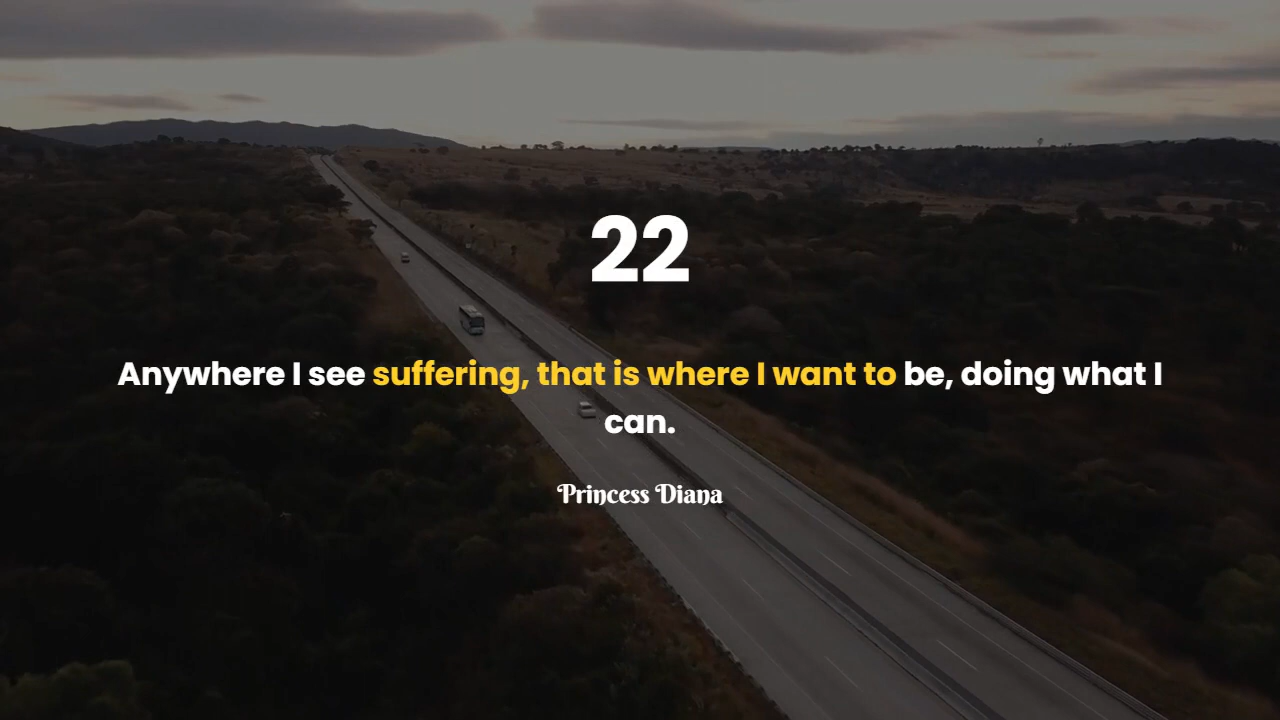 22
Anywhere I see suffering, that is where I want to be, doing what I
can.
Princess Diana